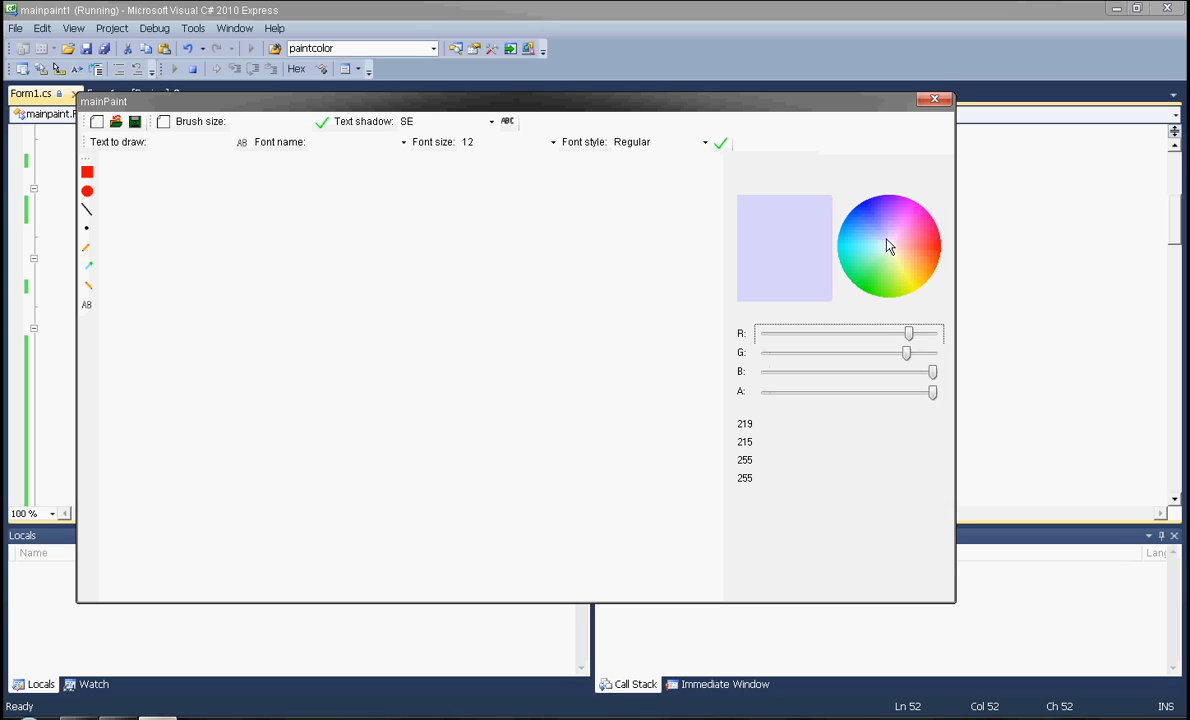 mainpaint1 (Running) - Microsoft Visual C# 2010 Express
File Edit View Project Debug Tools Window Help
paintcolor
Hex
Form1.cs
mainpaint.F
mainPaint
Brush size: Text shadow: SE ABC
Text to draw: AB Font name: Font size: 12 Font style: Regular
AB
R:
G:
B:
A:
219
215
255
255
100 %
Locals
Name Lang
Locals Watch Call Stack Immediate Window
Ready Ln 52 Col 52 Ch 52 INS